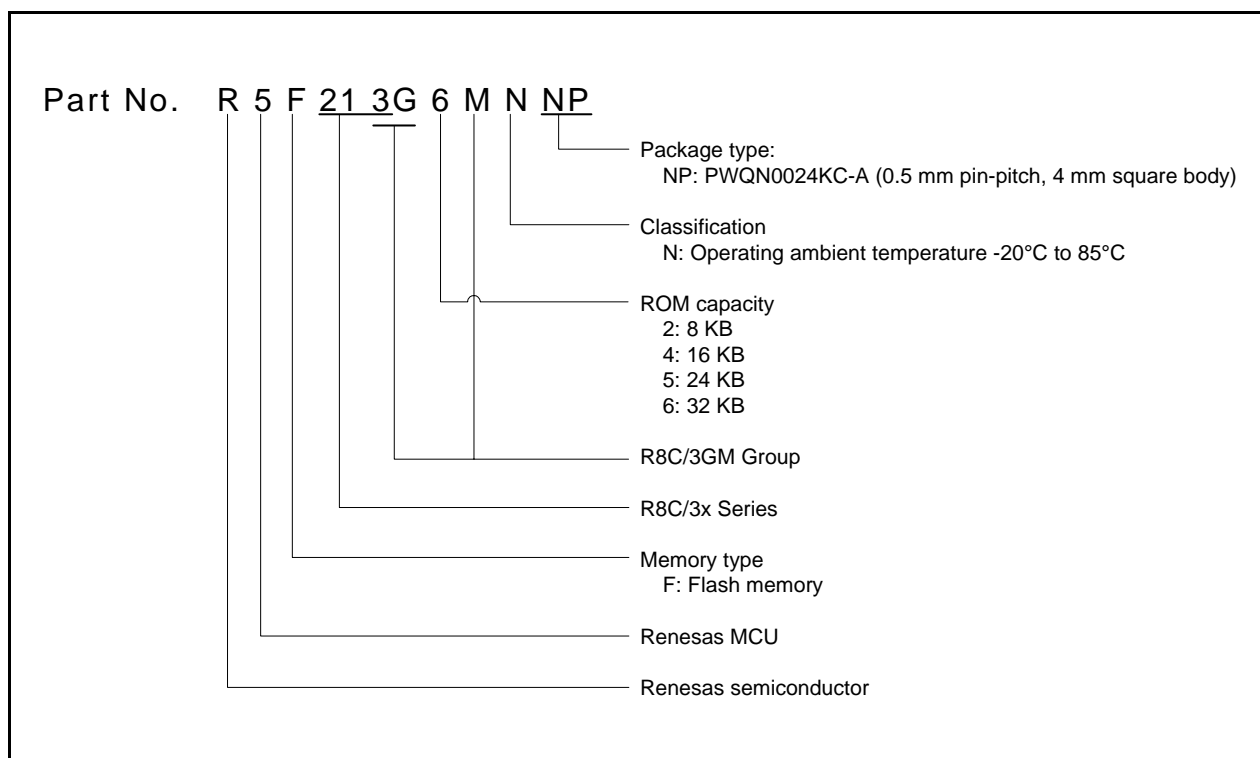 Part No. R 5 F 21 3G 6 M N NP
Package type:
NP: PWQN0024KC-A (0.5 mm pin-pitch, 4 mm square body)
Classification
N: Operating ambient temperature -20°C to 85°C
ROM capacity
2: 8 KB
4: 16 KB
5: 24 KB
6: 32 KB
R8C/3GM Group
R8C/3x Series
Memory type
F: Flash memory
Renesas MCU
Renesas semiconductor